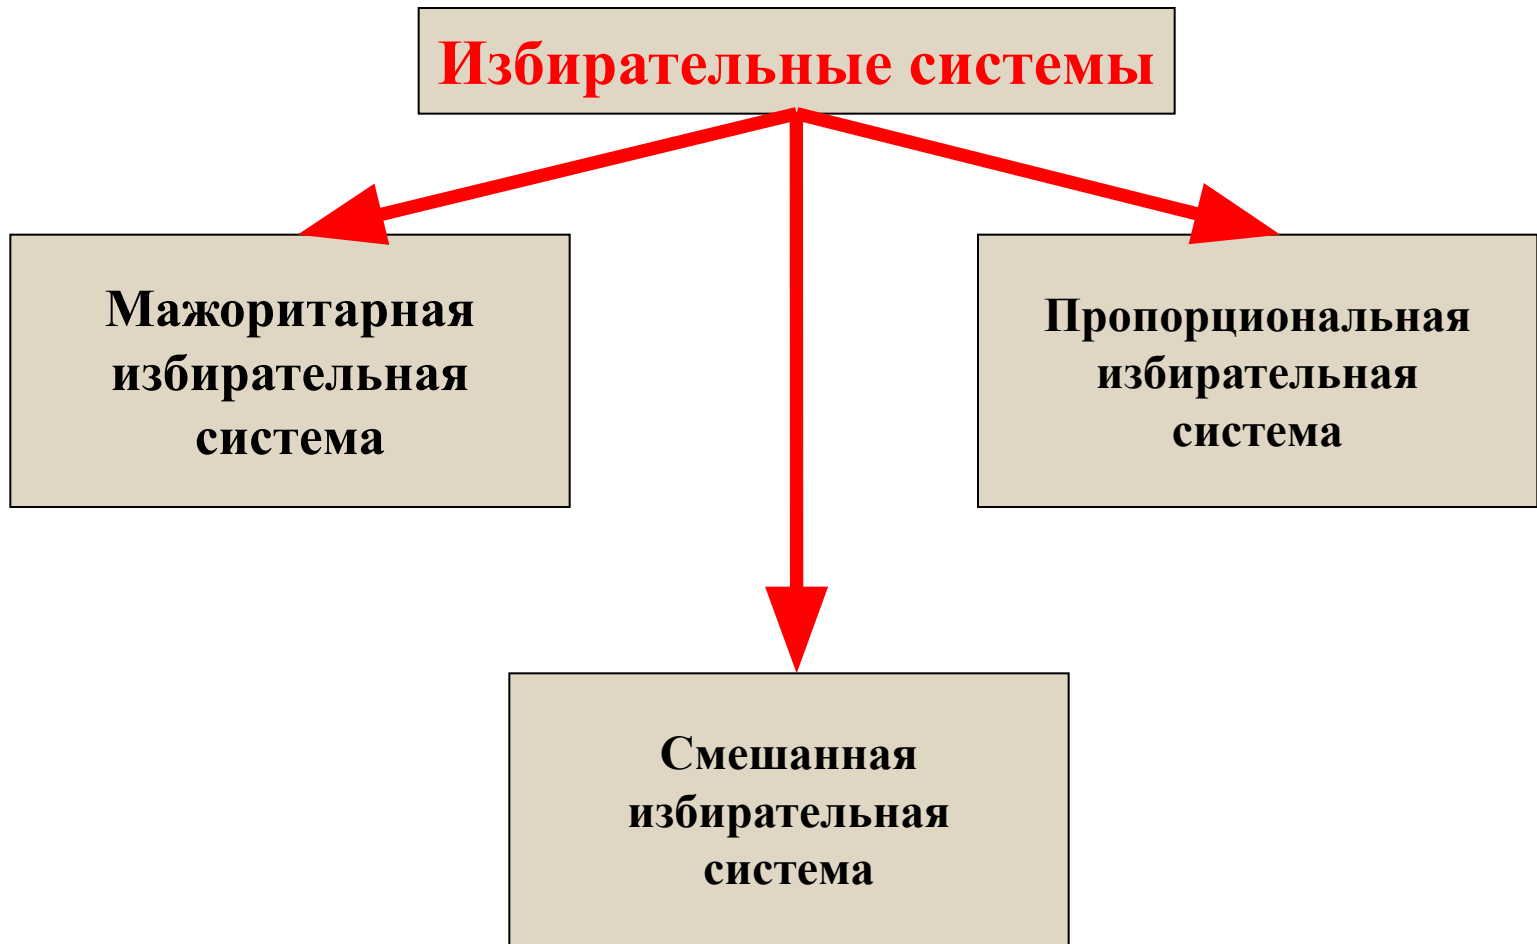 Избирательные системы
Мажоритарная
избирательная
система
Пропорциональная
избирательная
система
Смешанная
избирательная
система